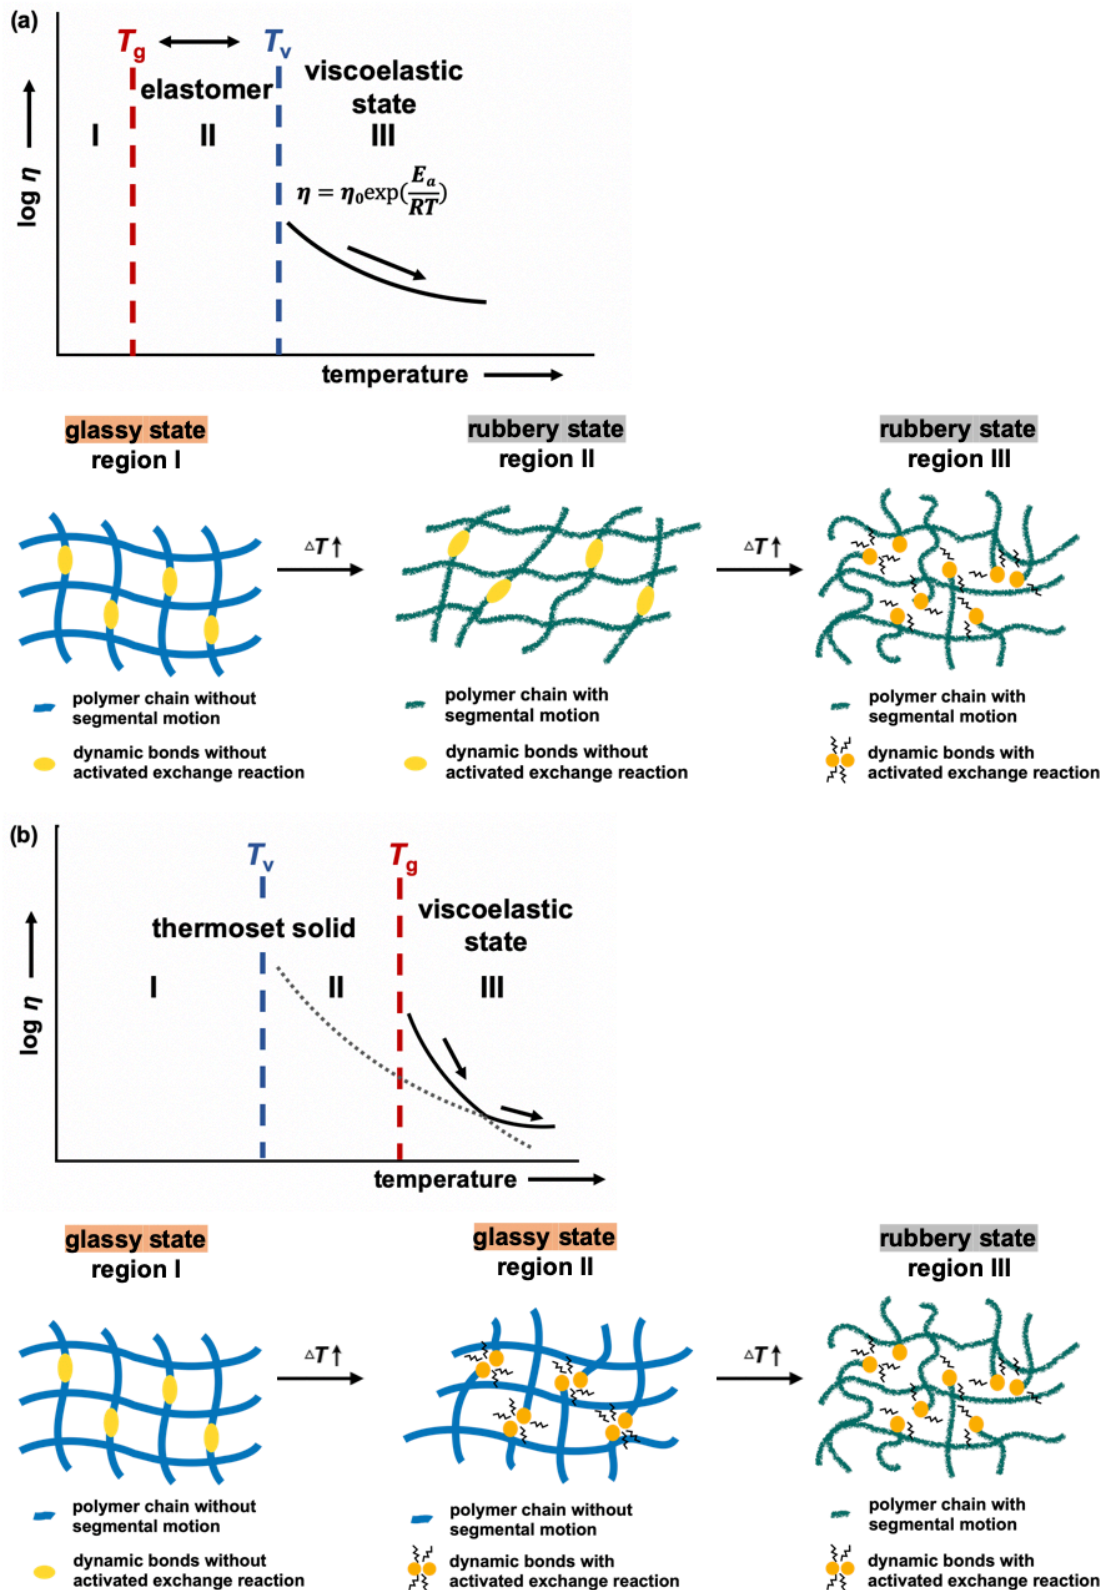 (a)
Tg
Tv
elastomer
viscoelastic
state
I
II
III
η = η₀exp(Ea/RT)
log η
temperature
glassy state
region I
rubbery state
region II
rubbery state
region III
△T↑
△T↑
polymer chain without
segmental motion
dynamic bonds without
activated exchange reaction
polymer chain with
segmental motion
dynamic bonds without
activated exchange reaction
polymer chain with
segmental motion
dynamic bonds with
activated exchange reaction
(b)
Tv
Tg
thermoset solid
viscoelastic
state
I
II
III
log η
temperature
glassy state
region I
glassy state
region II
rubbery state
region III
△T↑
△T↑
polymer chain without
segmental motion
dynamic bonds without
activated exchange reaction
polymer chain without
segmental motion
dynamic bonds with
activated exchange reaction
polymer chain with
segmental motion
dynamic bonds with
activated exchange reaction